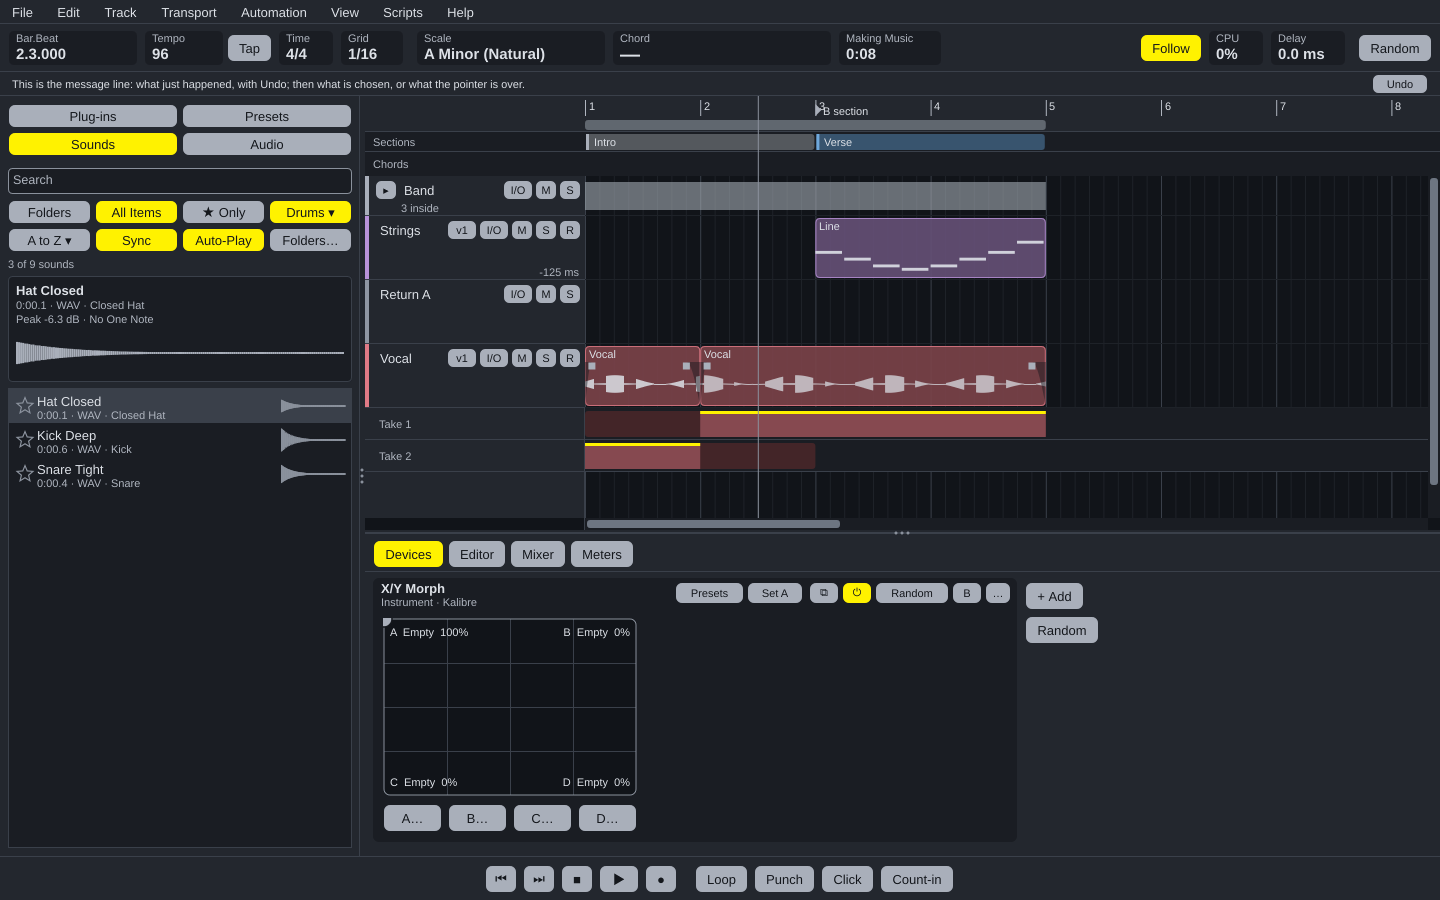 File Edit Track Transport Automation View Scripts Help
Bar.Beat Tempo Time Grid Scale Chord Making Music CPU Delay
2.3.000 96 Tap 4/4 1/16 A Minor (Natural) — 0:08 Follow 0% 0.0 ms Random
This is the message line: what just happened, with Undo; then what is chosen, or what the pointer is over. Undo
Plug-ins Presets
Sounds Audio
Search
Folders All Items ★ Only Drums ▾
A to Z ▾ Sync Auto-Play Folders…
3 of 9 sounds
Hat Closed
0:00.1 · WAV · Closed Hat
Peak -6.3 dB · No One Note
Hat Closed
0:00.1 · WAV · Closed Hat
Kick Deep
0:00.6 · WAV · Kick
Snare Tight
0:00.4 · WAV · Snare
1 2 3 4 5 6 7 8
B section
Sections Intro Verse
Chords
Band I/O M S
3 inside
Strings v1 I/O M S R Line
-125 ms
Return A I/O M S
Vocal v1 I/O M S R Vocal Vocal
Take 1
Take 2
Devices Editor Mixer Meters
X/Y Morph Presets Set A Random B …
Instrument · Kalibre
+ Add
Random
A Empty 100% B Empty 0%
C Empty 0% D Empty 0%
A… B… C… D…
Loop Punch Click Count-in